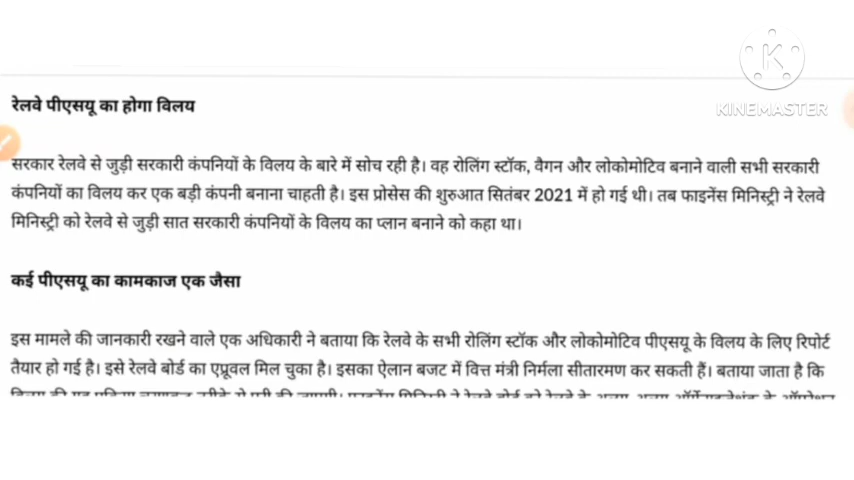 KINEMASTER
रेलवे पीएसयू का होगा विलय
सरकार रेलवे से जुड़ी सरकारी कंपनियों के विलय के बारे में सोच रही है। वह रोलिंग स्टॉक, वैगन और लोकोमोटिव बनाने वाली सभी सरकारी
कंपनियों का विलय कर एक बड़ी कंपनी बनाना चाहती है। इस प्रोसेस की शुरुआत सितंबर 2021 में हो गई थी। तब फाइनेंस मिनिस्ट्री ने रेलवे
मिनिस्ट्री को रेलवे से जुड़ी सात सरकारी कंपनियों के विलय का प्लान बनाने को कहा था।
कई पीएसयू का कामकाज एक जैसा
इस मामले की जानकारी रखने वाले एक अधिकारी ने बताया कि रेलवे के सभी रोलिंग स्टॉक और लोकोमोटिव पीएसयू के विलय के लिए रिपोर्ट
तैयार हो गई है। इसे रेलवे बोर्ड का एप्रूवल मिल चुका है। इसका ऐलान बजट में वित्त मंत्री निर्मला सीतारमण कर सकती हैं। बताया जाता है कि